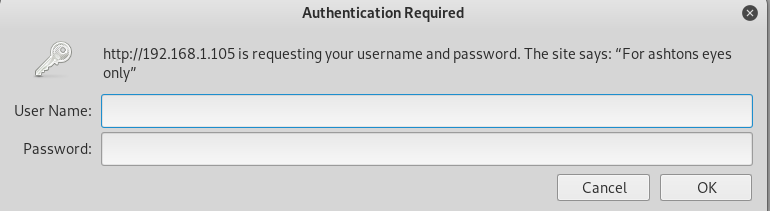 Authentication Required
http://192.168.1.105 is requesting your username and password. The site says: “For ashtons eyes
only”
User Name:
Password:
Cancel OK